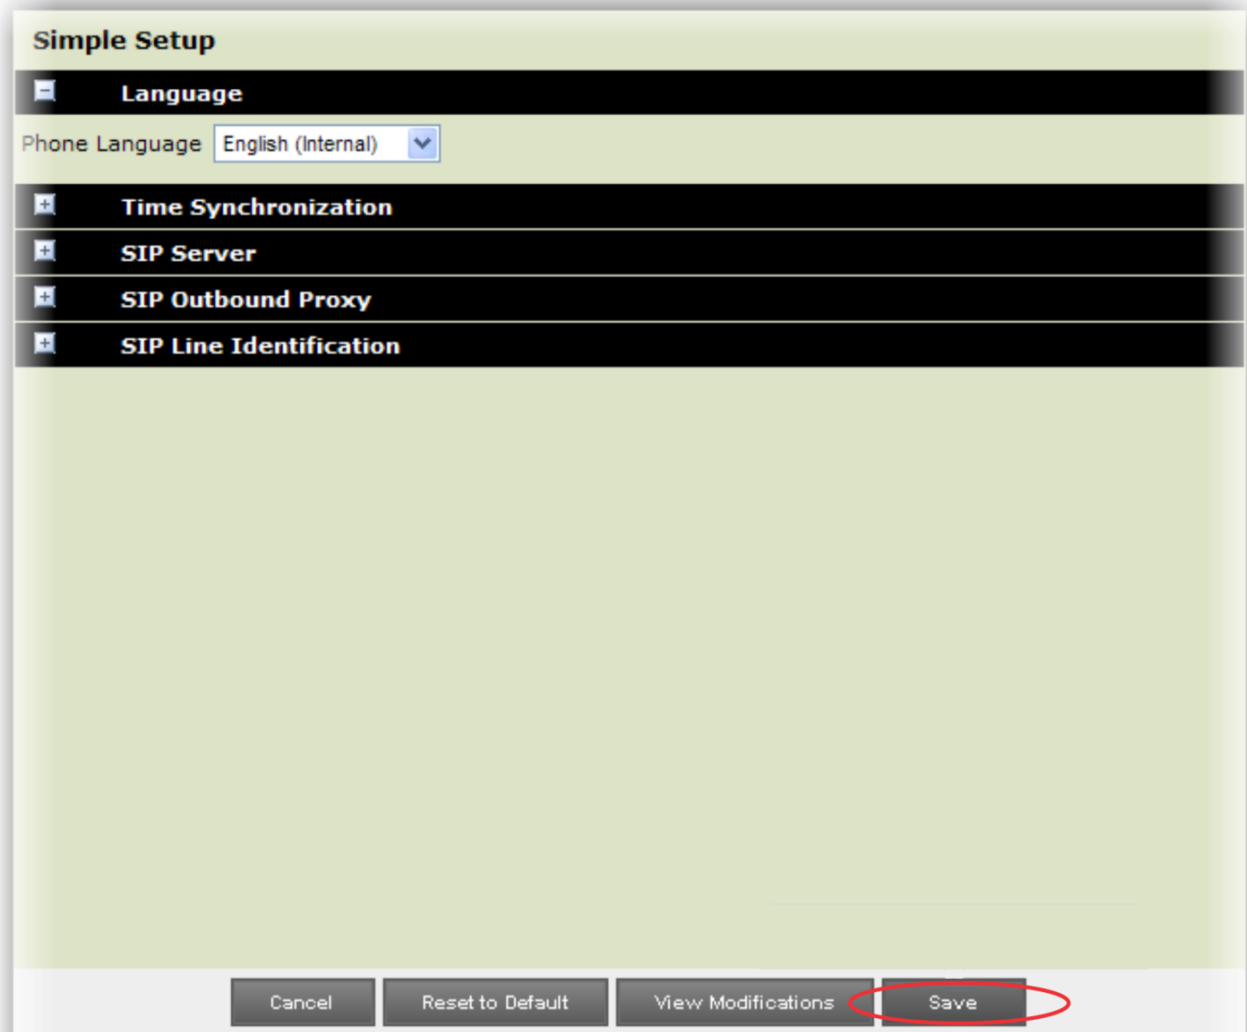 Simple Setup
Language
Phone Language English (Internal)
Time Synchronization
SIP Server
SIP Outbound Proxy
SIP Line Identification
Cancel Reset to Default View Modifications Save